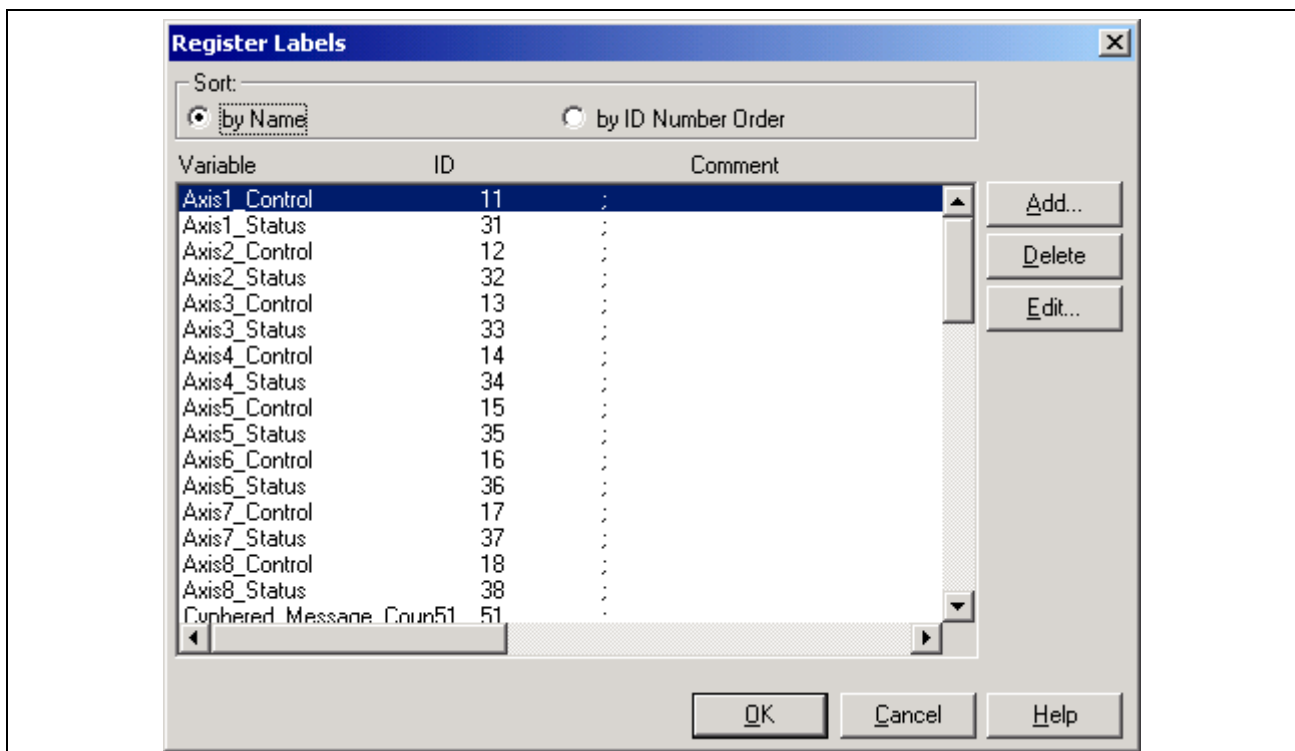 Register Labels
Sort:
by Name by ID Number Order
Variable ID Comment
Axis1_Control 11 ;
Axis1_Status 31 ;
Axis2_Control 12 ;
Axis2_Status 32 ;
Axis3_Control 13 ;
Axis3_Status 33 ;
Axis4_Control 14 ;
Axis4_Status 34 ;
Axis5_Control 15 ;
Axis5_Status 35 ;
Axis6_Control 16 ;
Axis6_Status 36 ;
Axis7_Control 17 ;
Axis7_Status 37 ;
Axis8_Control 18 ;
Axis8_Status 38 ;
Cyphered_Message_Coun51 51 ;
Add...
Delete
Edit...
OK Cancel Help